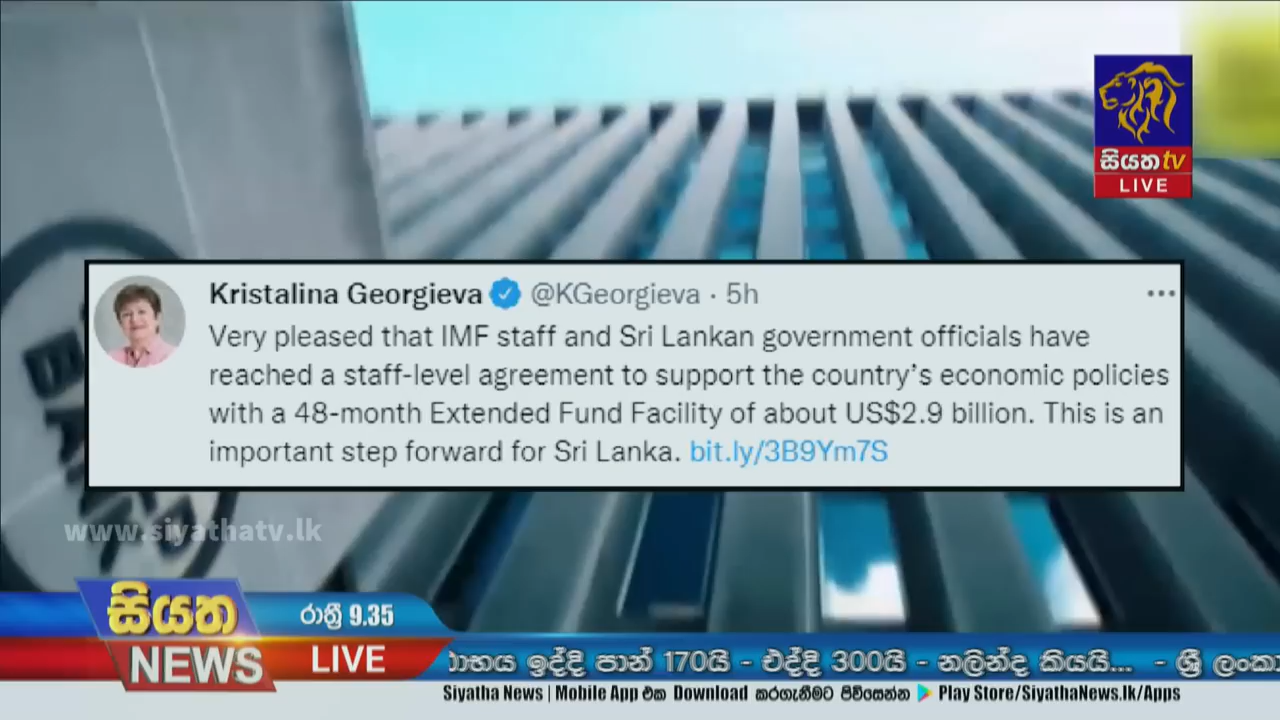 සියත tv
LIVE
Kristalina Georgieva @KGeorgieva · 5h
Very pleased that IMF staff and Sri Lankan government officials have
reached a staff-level agreement to support the country's economic policies
with a 48-month Extended Fund Facility of about US$2.9 billion. This is an
important step forward for Sri Lanka. bit.ly/3B9Ym7S
www.siyathatv.lk
සියත
NEWS
රාත්‍රී 9.35
LIVE
ඉද්දි පාන් 170යි - එද්දි 300යි - නලින්ද කියයි... - ශ්‍රී ලංකා
Siyatha News | Mobile App එක Download කරගැනීමට පිවිසෙන්න Play Store/SiyathaNews.lk/Apps